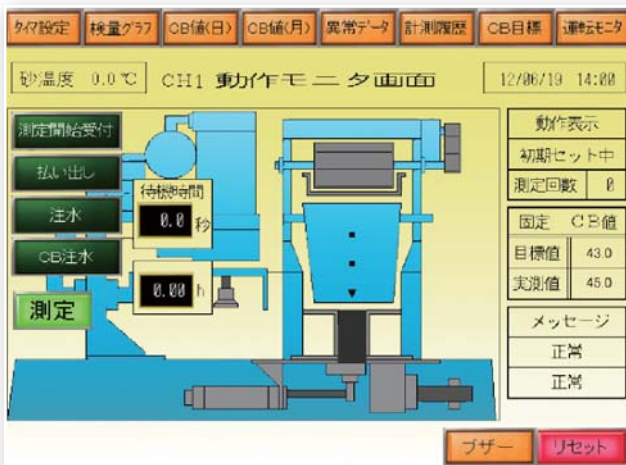 ﾀｲﾏ設定 検量グラフ CB値(日) CB値(月) 異常ﾃﾞｰﾀ 計測履歴 CB目標 運転ﾓﾆﾀ
砂温度 0.0℃ CH1 動作モニタ画面 12/06/19 14:00
測定開始受付
払い出し
注水
CB注水
測定
待機時間
0.0 秒
0.00 h
動作表示
初期セット中
測定回数 0
固定 CB値
目標値 43.0
実測値 45.0
メッセージ
正常
正常
ブザー リセット